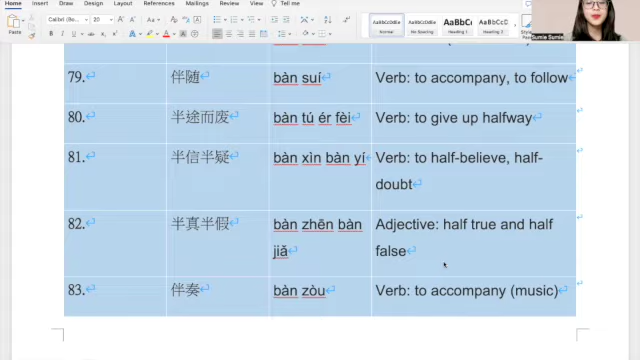 Home Insert Draw Design Layout References Mailings Review View Tell me
Calibri (Bo... 20
AaBbCcDdEe AaBbCcDdEe AaBbCc AaBbCcD
Normal No Spacing Heading 1 Heading 2
Sumie Sumie
79. 伴随 bàn suí Verb: to accompany, to follow
80. 半途而废 bàn tú ér fèi Verb: to give up halfway
81. 半信半疑 bàn xìn bàn yí Verb: to half-believe, half-
doubt
82. 半真半假 bàn zhēn bàn Adjective: half true and half
jiǎ false
83. 伴奏 bàn zòu Verb: to accompany (music)